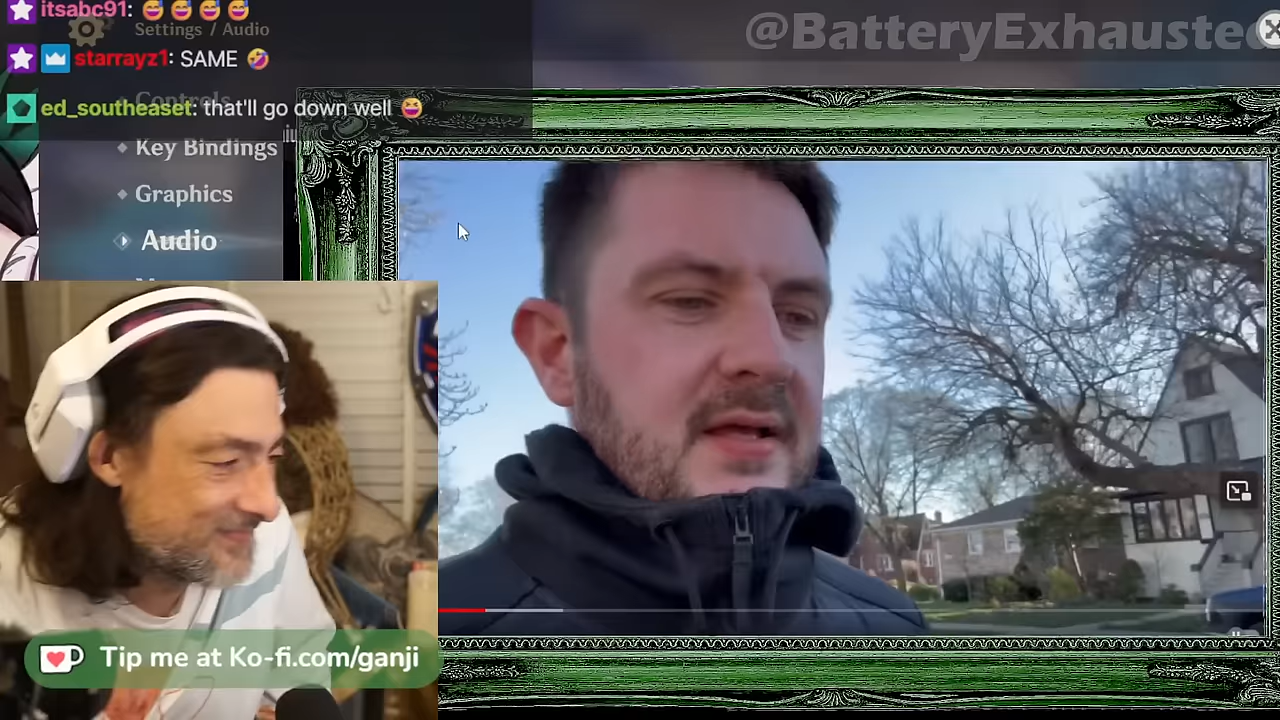 itsabc91: 😅 😅 😅 😅
Settings / Audio
@BatteryExhausted
starrayz1: SAME 🤣
Controls
ed_southeaset: that'll go down well 😆
Key Bindings
Graphics
Audio
Tip me at Ko-fi.com/ganji